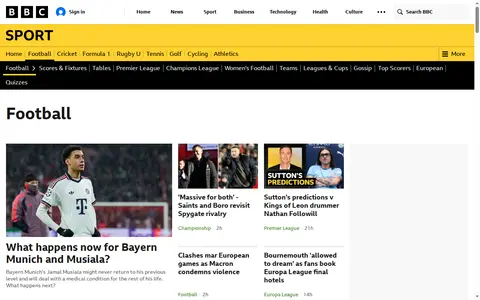 BBC
Sign in
Home
News
Sport
Business
Technology
Health
Culture
Search BBC
SPORT
Home
Football
Cricket
Formula 1
Rugby U
Tennis
Golf
Cycling
Athletics
More
Football
Scores & Fixtures
Tables
Premier League
Champions League
Women's Football
Teams
Leagues & Cups
Gossip
Top Scorers
European
Quizzes
Football
What happens now for Bayern
Munich and Musiala?
Bayern Munich's Jamal Musiala might never return to his
previous level and will deal with a medical condition for the rest of his life.
What happens next?
'Massive for both' -
Saints and Boro revisit
Spygate rivalry
Championship
2h
SUTTON'S
PREDICTIONS
Sutton's predictions v
Kings of Leon drummer
Nathan Followill
Premier League
21h
Clashes mar European
games as Macron
condemns violence
Football
2h
Bournemouth 'allowed
to dream' as fans book
Europa League final
hotels
Europa League
14h